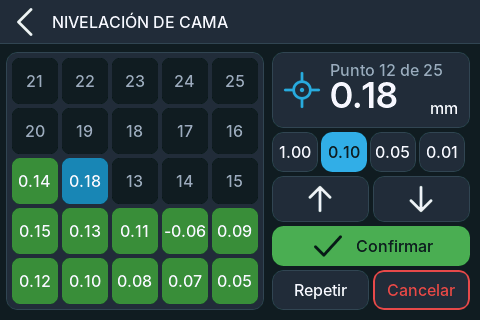 NIVELACIÓN DE CAMA
21 22 23 24 25
20 19 18 17 16
0.14 0.18 13 14 15
0.15 0.13 0.11 -0.06 0.09
0.12 0.10 0.08 0.07 0.05
Punto 12 de 25
0.18 mm
1.00 0.10 0.05 0.01
Confirmar
Repetir Cancelar